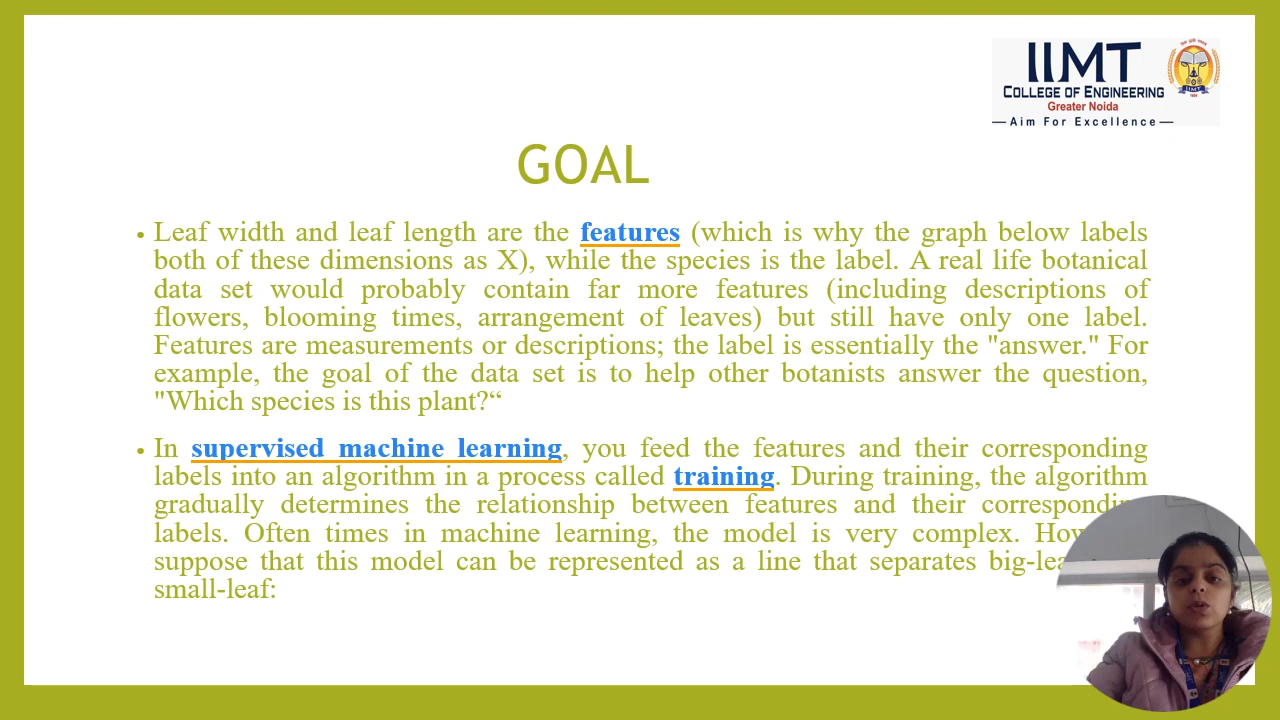 IIMT
COLLEGE OF ENGINEERING
Greater Noida
— Aim For Excellence —
GOAL
• Leaf width and leaf length are the features (which is why the graph below labels
both of these dimensions as X), while the species is the label. A real life botanical
data set would probably contain far more features (including descriptions of
flowers, blooming times, arrangement of leaves) but still have only one label.
Features are measurements or descriptions; the label is essentially the "answer." For
example, the goal of the data set is to help other botanists answer the question,
"Which species is this plant?“
• In supervised machine learning, you feed the features and their corresponding
labels into an algorithm in a process called training. During training, the algorithm
gradually determines the relationship between features and their corresponding
labels. Often times in machine learning, the model is very complex.
suppose that this model can be represented as a line that separates
small-leaf: